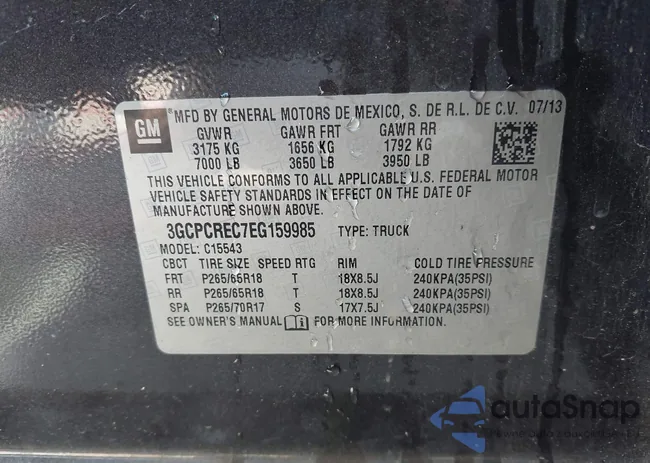 GM
MFD BY GENERAL MOTORS DE MEXICO, S. DE R.L. DE C.V. 07/13
GVWR GAWR FRT GAWR RR
3175 KG 1656 KG 1792 KG
7000 LB 3650 LB 3950 LB
THIS VEHICLE CONFORMS TO ALL APPLICABLE U.S. FEDERAL MOTOR
VEHICLE SAFETY STANDARDS IN EFFECT ON THE DATE OF
MANUFACTURE SHOWN ABOVE.
3GCPCREC7EG159985 TYPE: TRUCK
MODEL: C15543
CBCT TIRE SIZE SPEED RTG RIM COLD TIRE PRESSURE
FRT P265/65R18 T 18X8.5J 240KPA(35PSI)
RR P265/65R18 T 18X8.5J 240KPA(35PSI)
SPA P265/70R17 S 17X7.5J 240KPA(35PSI)
SEE OWNER'S MANUAL FOR MORE INFORMATION.
autoSnap